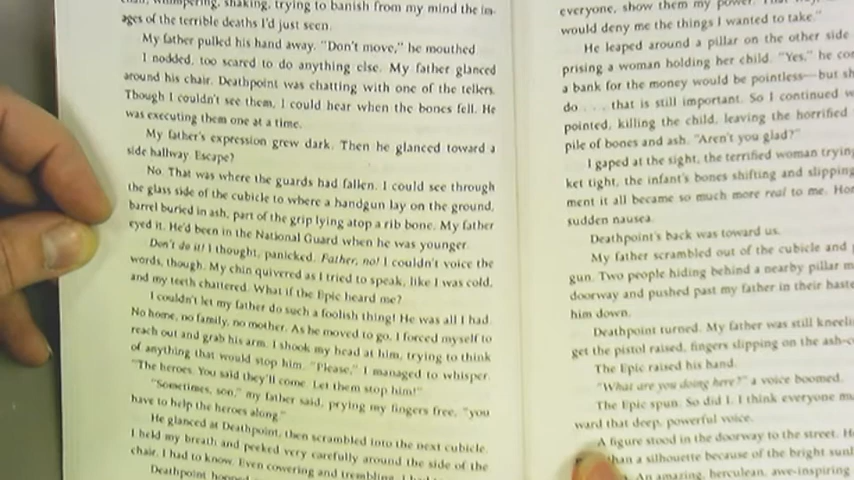 whimpering, shaking, trying to banish from my mind the im-
ages of the terrible deaths I'd just seen.
My father pulled his hand away. "Don't move," he mouthed
I nodded, too scared to do anything else. My father glanced
around his chair. Deathpoint was chatting with one of the tellers.
Though I couldn't see them, I could hear when the bones fell. He
was executing them one at a time.
My father's expression grew dark. Then he glanced toward a
side hallway. Escape?
No. That was where the guards had fallen. I could see through
the glass side of the cubicle to where a handgun lay on the ground,
barrel buried in ash, part of the grip lying atop a rib bone. My father
eyed it. He'd been in the National Guard when he was younger.
Don't do it! I thought, panicked. Father, no! I couldn't voice the
words, though. My chin quivered as I tried to speak, like I was cold,
and my teeth chattered. What if the Epic heard me?
I couldn't let my father do such a foolish thing! He was all I had.
No home, no family, no mother. As he moved to go, I forced myself to
reach out and grab his arm. I shook my head at him, trying to think
of anything that would stop him. "Please," I managed to whisper.
"The heroes. You said they'll come. Let them stop him!"
"Sometimes, son," my father said, prying my fingers free, "you
have to help the heroes along."
He glanced at Deathpoint, then scrambled into the next cubicle.
I held my breath and peeked very carefully around the side of the
chair. I had to know. Even cowering and trembling, I had
Deathpoint
everyone, show them my power.
would deny me the things I wanted to take."
He leaped around a pillar on the other side
prising a woman holding her child. "Yes," he
a bank for the money would be pointless—but
do . . . that is still important. So I continued
pointed, killing the child, leaving the horrified
pile of bones and ash. "Aren't you glad?"
I gaped at the sight, the terrified woman trying
ket tight, the infant's bones shifting and slipping
ment it all became so much more real to me.
sudden nausea.
Deathpoint's back was toward us.
My father scrambled out of the cubicle and
gun. Two people hiding behind a nearby pillar
doorway and pushed past my father in their haste
him down.
Deathpoint turned. My father was still
get the pistol raised, fingers slipping on the
The Epic raised his hand.
"What are you doing here?" a voice boomed.
The Epic spun. So did I. I think everyone
ward that deep, powerful voice.
A figure stood in the doorway to the street.
than a silhouette because of the bright
An amazing, herculean, awe-inspiring